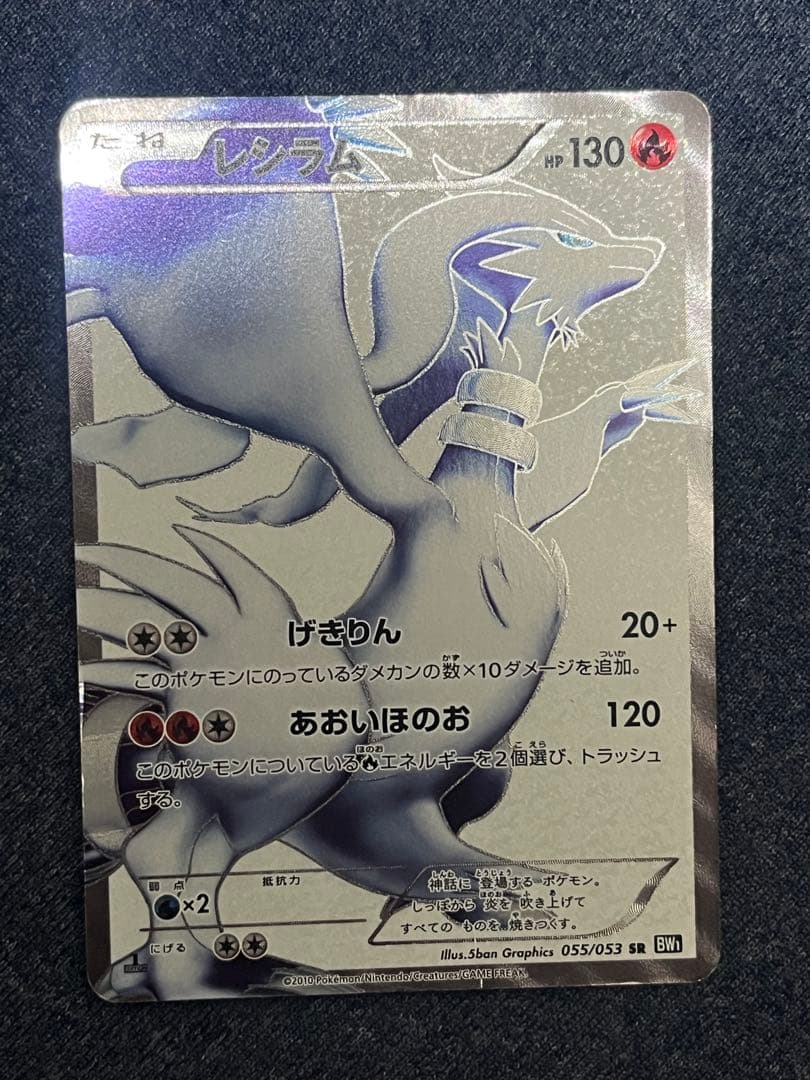 たね レシラム HP 130
げきりん 20+
このポケモンにのっているダメカンの数×10ダメージを追加。
あおいほのお 120
このポケモンについている エネルギーを2個選び、トラッシュ
する。
弱点 抵抗力
×2
にげる
神話に 登場する ポケモン。
しっぽから 炎を 吹き上げて
すべての ものを 焼きつくす。
Illus.5ban Graphics 055/053 SR BW1
©2010 Pokémon/Nintendo/Creatures/GAME FREAK.